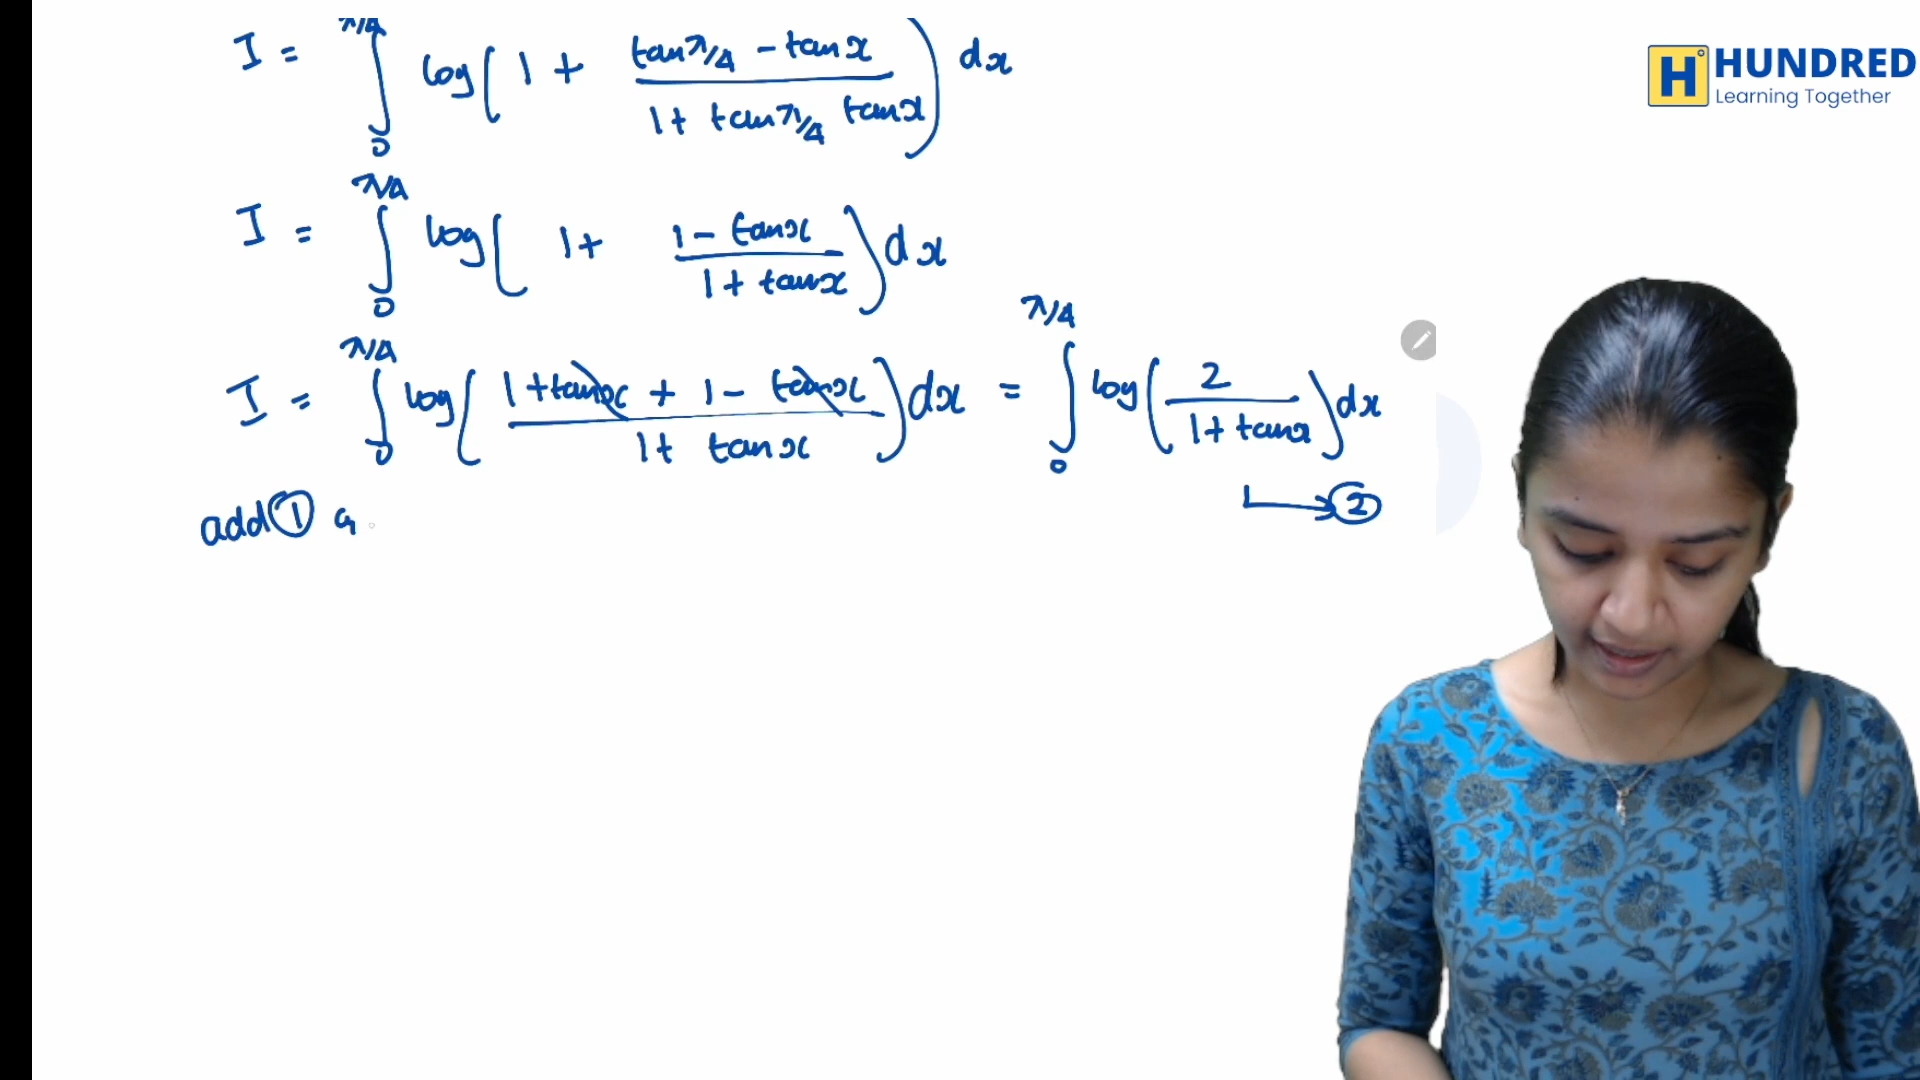 I = ∫₀^π/4 log(1 + (tan π/4 - tan x)/(1 + tan π/4 tan x)) dx
HUNDRED
Learning Together
I = ∫₀^π/4 log(1 + (1 - tan x)/(1 + tan x)) dx
I = ∫₀^π/4 log((1 + tan x + 1 - tan x)/(1 + tan x)) dx = ∫₀^π/4 log(2/(1 + tan x)) dx
→ ②
add ①